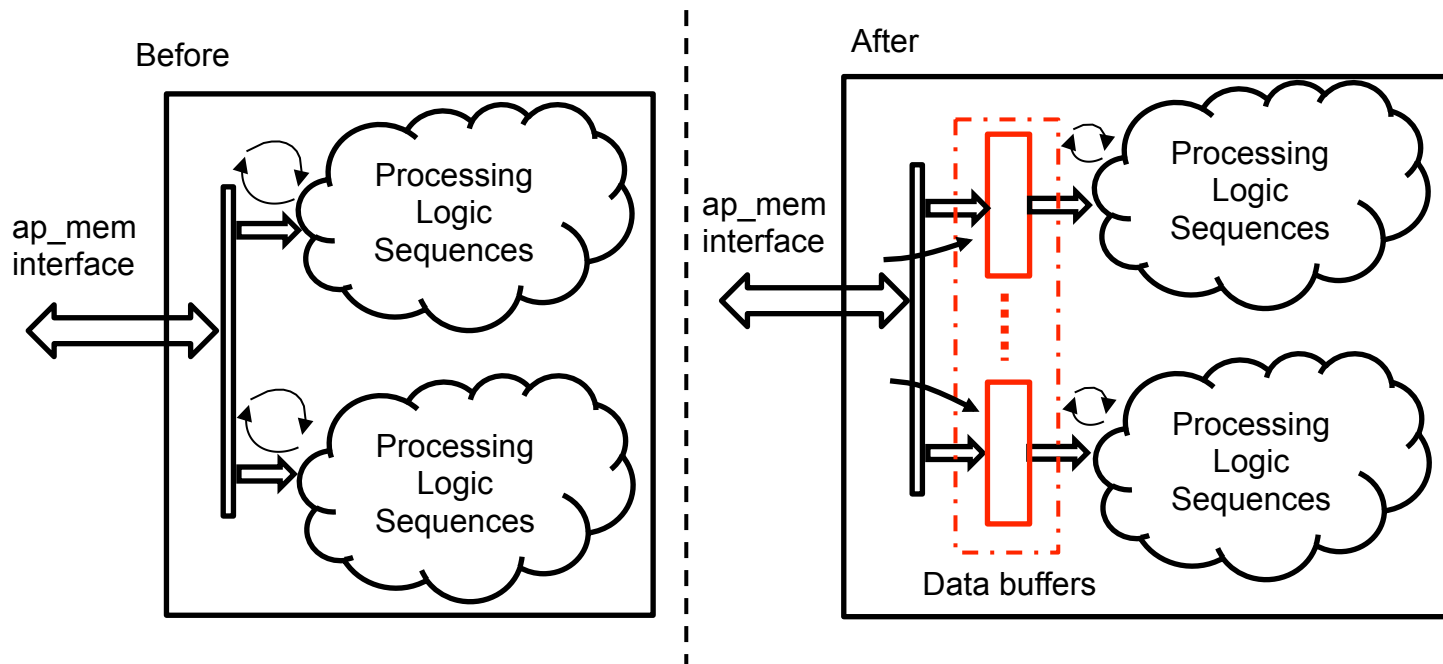 Before
ap_mem
interface
Processing
Logic
Sequences
Processing
Logic
Sequences
After
ap_mem
interface
Processing
Logic
Sequences
Processing
Logic
Sequences
Data buffers